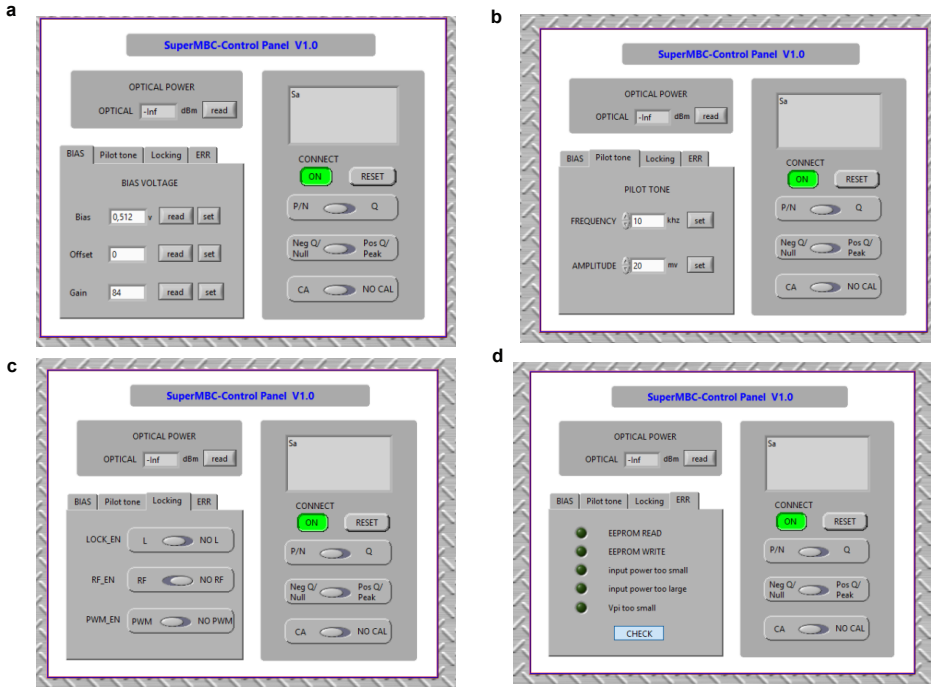 a
SuperMBC-Control Panel V1.0
OPTICAL POWER
OPTICAL -Inf dBm read
BIAS Pilot tone Locking ERR
BIAS VOLTAGE
Bias 0,512 v read set
Offset 0 read set
Gain 84 read set
Sa
CONNECT
ON RESET
P/N Q
Neg Q/ Pos Q/
Null Peak
CA NO CAL
b
SuperMBC-Control Panel V1.0
OPTICAL POWER
OPTICAL -Inf dBm read
BIAS Pilot tone Locking ERR
PILOT TONE
FREQUENCY 10 khz set
AMPLITUDE 20 mv set
Sa
CONNECT
ON RESET
P/N Q
Neg Q/ Pos Q/
Null Peak
CA NO CAL
c
SuperMBC-Control Panel V1.0
OPTICAL POWER
OPTICAL -Inf dBm read
BIAS Pilot tone Locking ERR
LOCK_EN L NO L
RF_EN RF NO RF
PWM_EN PWM NO PWM
Sa
CONNECT
ON RESET
P/N Q
Neg Q/ Pos Q/
Null Peak
CA NO CAL
d
SuperMBC-Control Panel V1.0
OPTICAL POWER
OPTICAL -Inf dBm read
BIAS Pilot tone Locking ERR
EEPROM READ
EEPROM WRITE
input power too small
input power too large
Vpi too small
CHECK
Sa
CONNECT
ON RESET
P/N Q
Neg Q/ Pos Q/
Null Peak
CA NO CAL